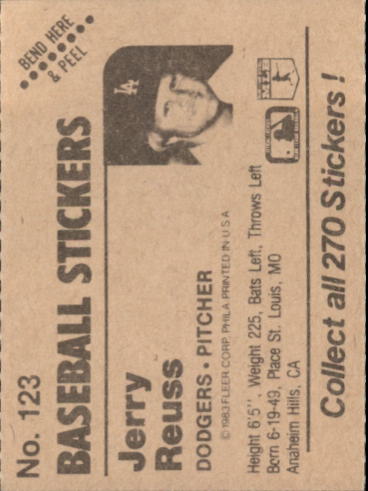 No. 123
BEND HERE
& PEEL
BASEBALL STICKERS
LA
Jerry
Reuss
DODGERS • PITCHER
© 1983 FLEER CORP. PHILA. PRINTED IN U S A
Height 6'5", Weight 225, Bats Left, Throws Left
Born 6-19-49, Place St. Louis, MO
Anaheim Hills, CA
Collect all 270 Stickers !